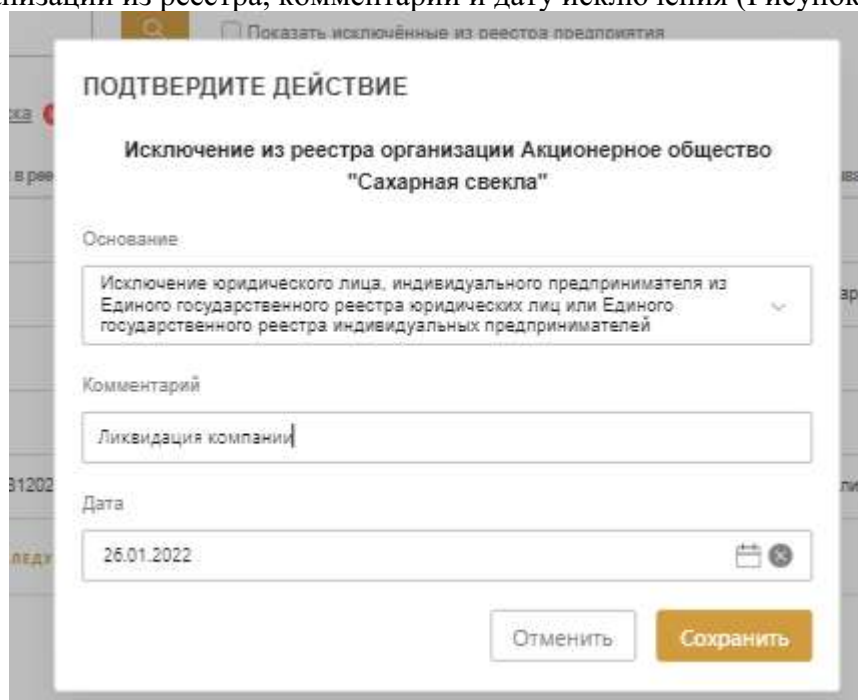 низации из реестра, комментарий и дату исключения (Рисунок
Показать исключённые из реестра предприятия
ПОДТВЕРДИТЕ ДЕЙСТВИЕ
Исключение из реестра организации Акционерное общество
"Сахарная свекла"
Основание
Исключение юридического лица, индивидуального предпринимателя из
Единого государственного реестра юридических лиц или Единого
государственного реестра индивидуальных предпринимателей
Комментарий
Ликвидация компании
31202
Дата
26.01.2022
Отменить
Сохранить